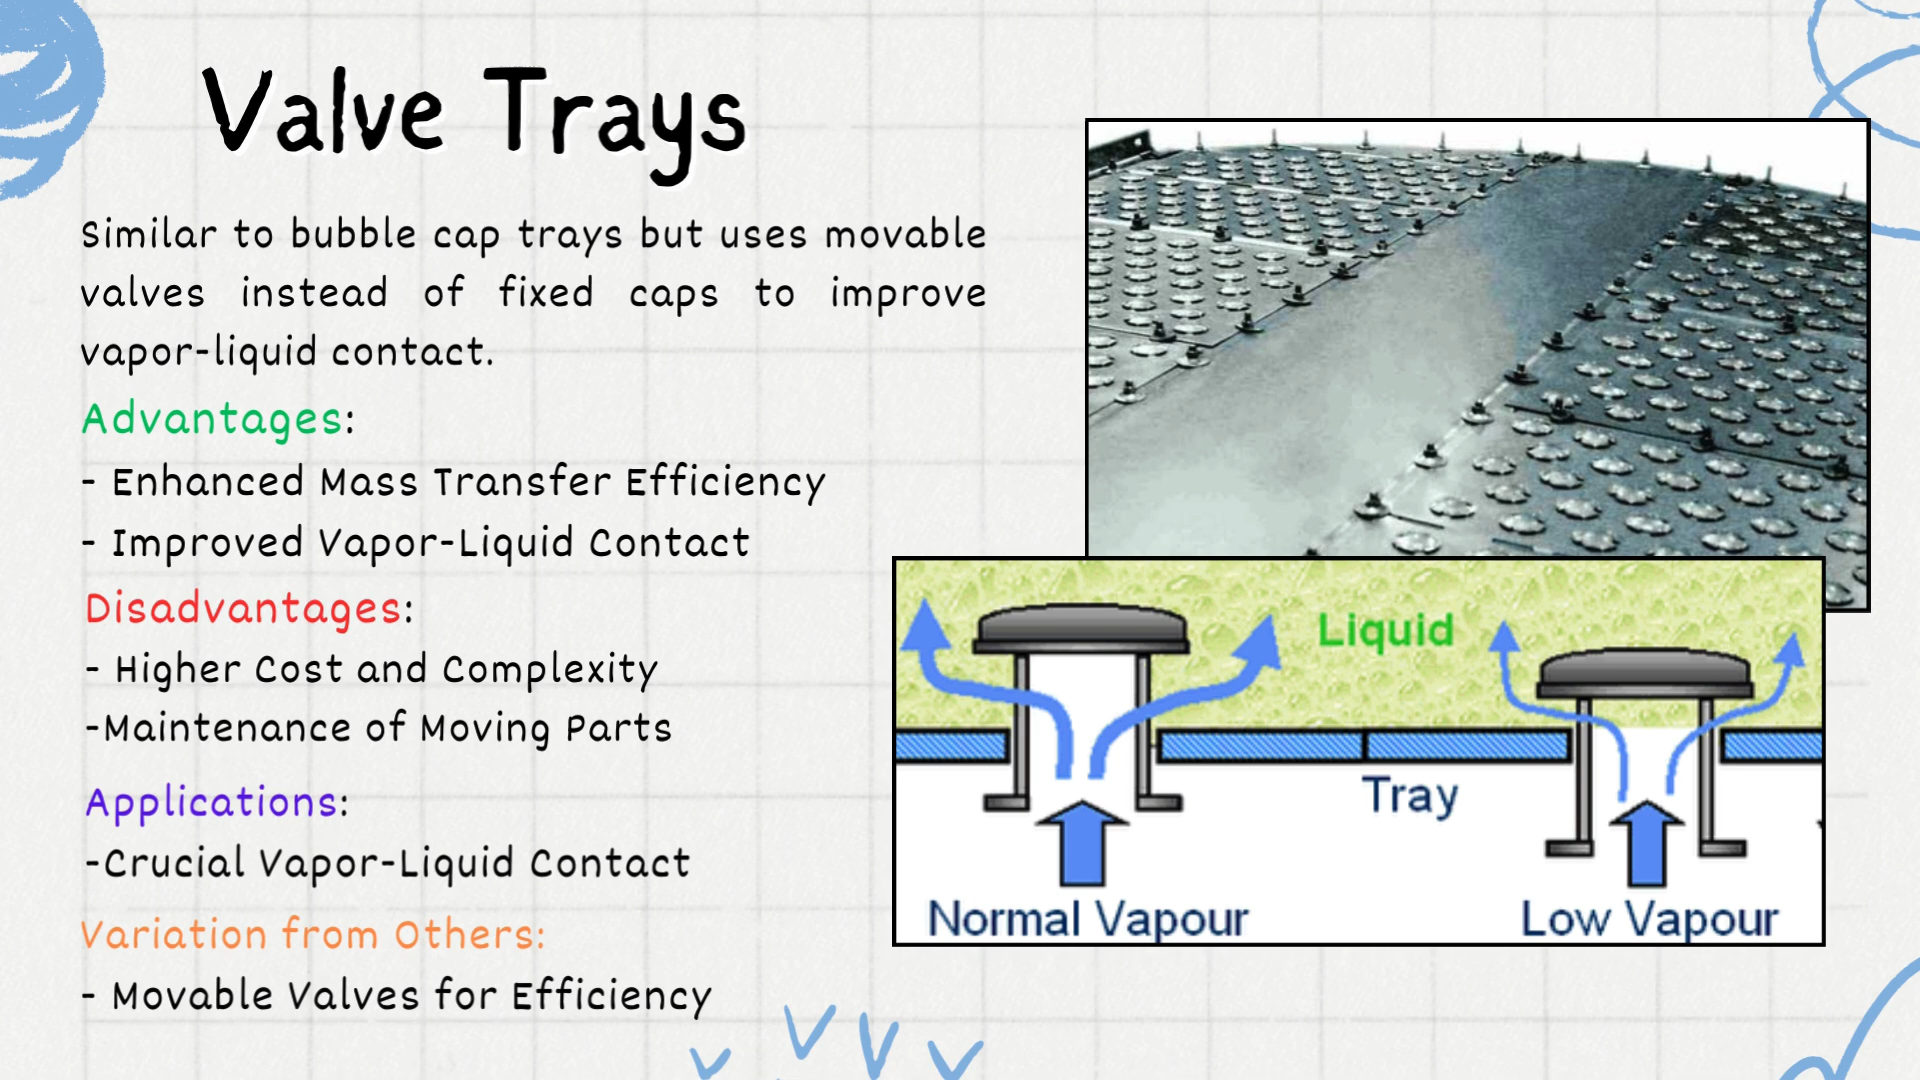 Valve Trays
Similar to bubble cap trays but uses movable
valves instead of fixed caps to improve
vapor-liquid contact.
Advantages:
- Enhanced Mass Transfer Efficiency
- Improved Vapor-Liquid Contact
Disadvantages:
- Higher Cost and Complexity
-Maintenance of Moving Parts
Applications:
-Crucial Vapor-Liquid Contact
Variation from Others:
- Movable Valves for Efficiency
Liquid
Tray
Normal Vapour
Low Vapour